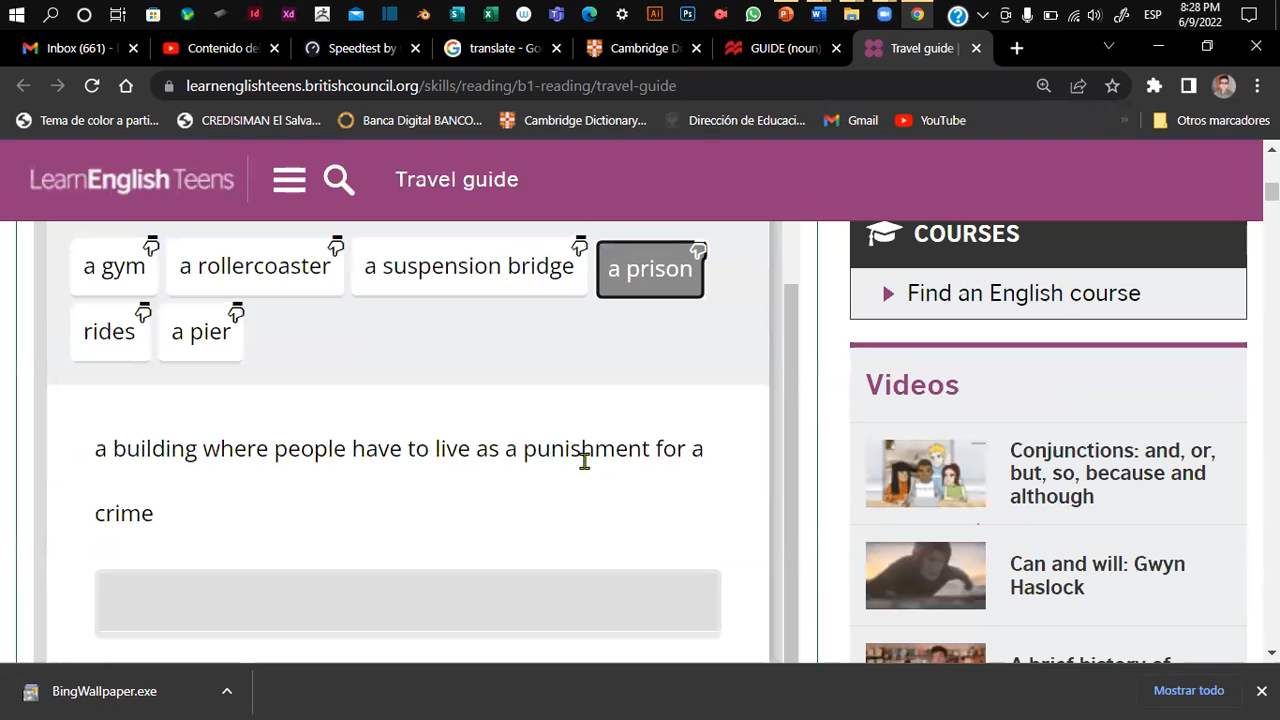 8:28 PM
ESP
6/9/2022
Inbox (661) - l
Contenido de
Speedtest by
translate - Go
Cambridge D
GUIDE (noun)
Travel guide |
learnenglishteens.britishcouncil.org/skills/reading/b1-reading/travel-guide
Tema de color a parti...
CREDISIMAN El Salva...
Banca Digital BANCO...
Cambridge Dictionary...
Dirección de Educaci...
Gmail
YouTube
»
Otros marcadores
LearnEnglish Teens
Travel guide
a gym
a rollercoaster
a suspension bridge
a prison
rides
a pier
a building where people have to live as a punishment for a
crime
COURSES
Find an English course
Videos
Conjunctions: and, or,
but, so, because and
although
Can and will: Gwyn
Haslock
A brief history of
BingWallpaper.exe
Mostrar todo